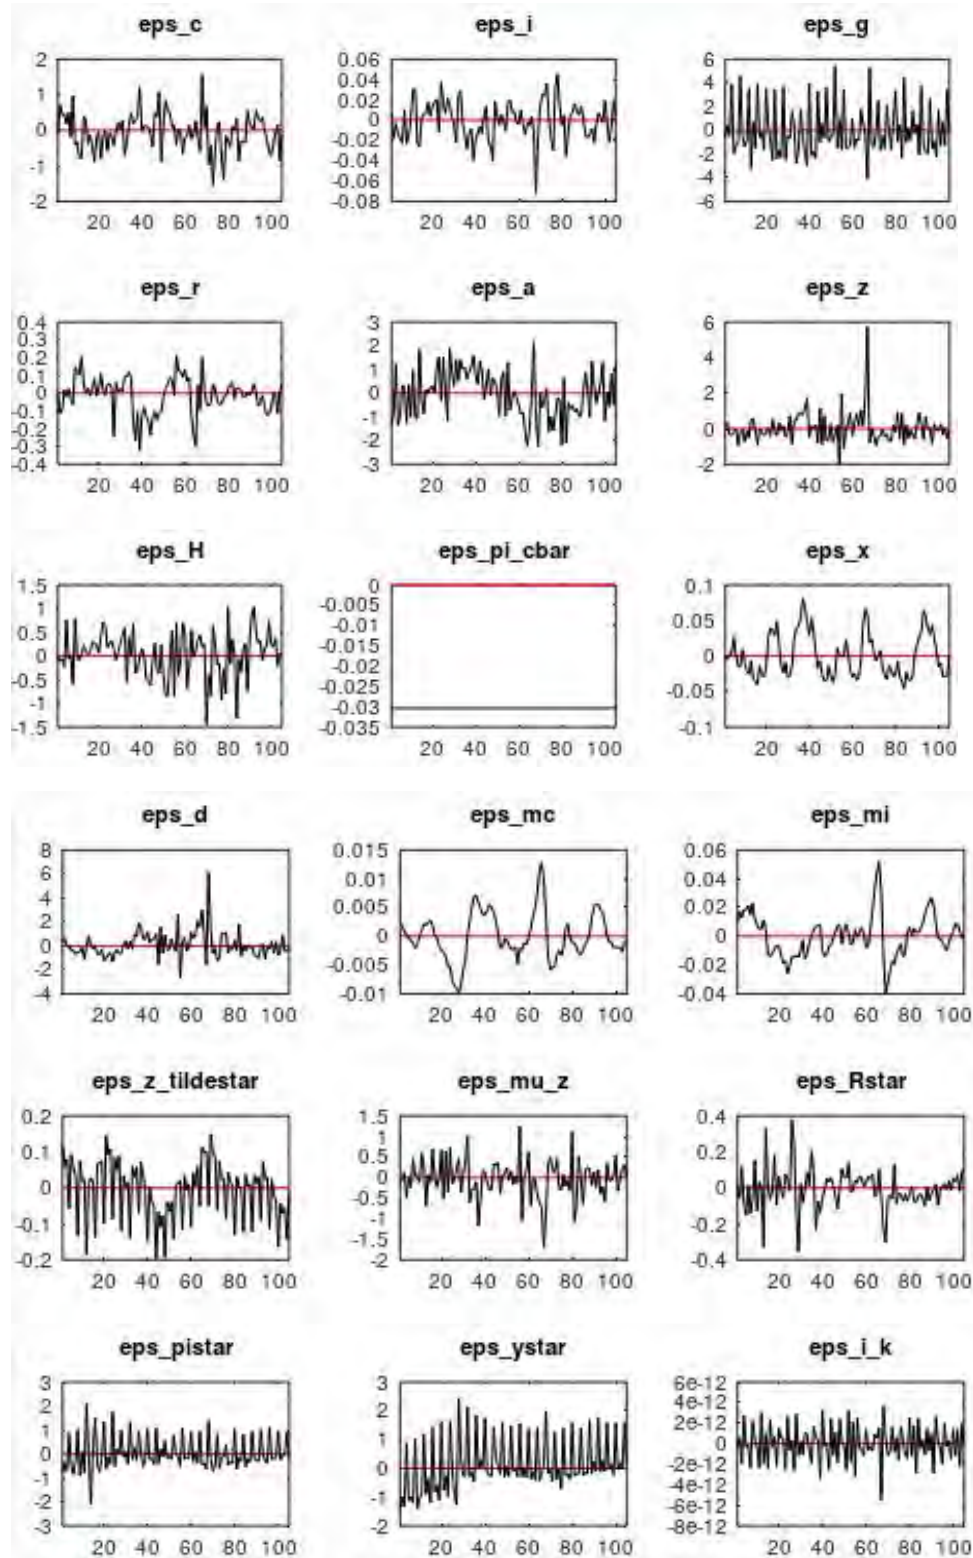 eps_c eps_i eps_g
2 1 0 -1 -2
20 40 60 80 100
0.06 0.04 0.02 0 -0.02 -0.04 -0.06 -0.08
20 40 60 80 100
6 4 2 0 -2 -4 -6
20 40 60 80 100
eps_r eps_a eps_z
0.4 0.3 0.2 0.1 0 -0.1 -0.2 -0.3 -0.4
20 40 60 80 100
3 2 1 0 -1 -2 -3
20 40 60 80 100
6 4 2 0 -2
20 40 60 80 100
eps_H eps_pi_cbar eps_x
1.5 1 0.5 0 -0.5 -1 -1.5
20 40 60 80 100
0 -0.005 -0.01 -0.015 -0.02 -0.025 -0.03 -0.035
20 40 60 80 100
0.1 0.05 0 -0.05 -0.1
20 40 60 80 100
eps_d eps_mc eps_mi
8 6 4 2 0 -2 -4
20 40 60 80 100
0.015 0.01 0.005 0 -0.005 -0.01
20 40 60 80 100
0.06 0.04 0.02 0 -0.02 -0.04
20 40 60 80 100
eps_z_tildestar eps_mu_z eps_Rstar
0.2 0.1 0 -0.1 -0.2
20 40 60 80 100
1.5 1 0.5 0 -0.5 -1 -1.5 -2
20 40 60 80 100
0.4 0.2 0 -0.2 -0.4
20 40 60 80 100
eps_pistar eps_ystar eps_i_k
3 2 1 0 -1 -2 -3
20 40 60 80 100
3 2 1 0 -1 -2
20 40 60 80 100
6e-12 4e-12 2e-12 0 -2e-12 -4e-12 -6e-12 -8e-12
20 40 60 80 100